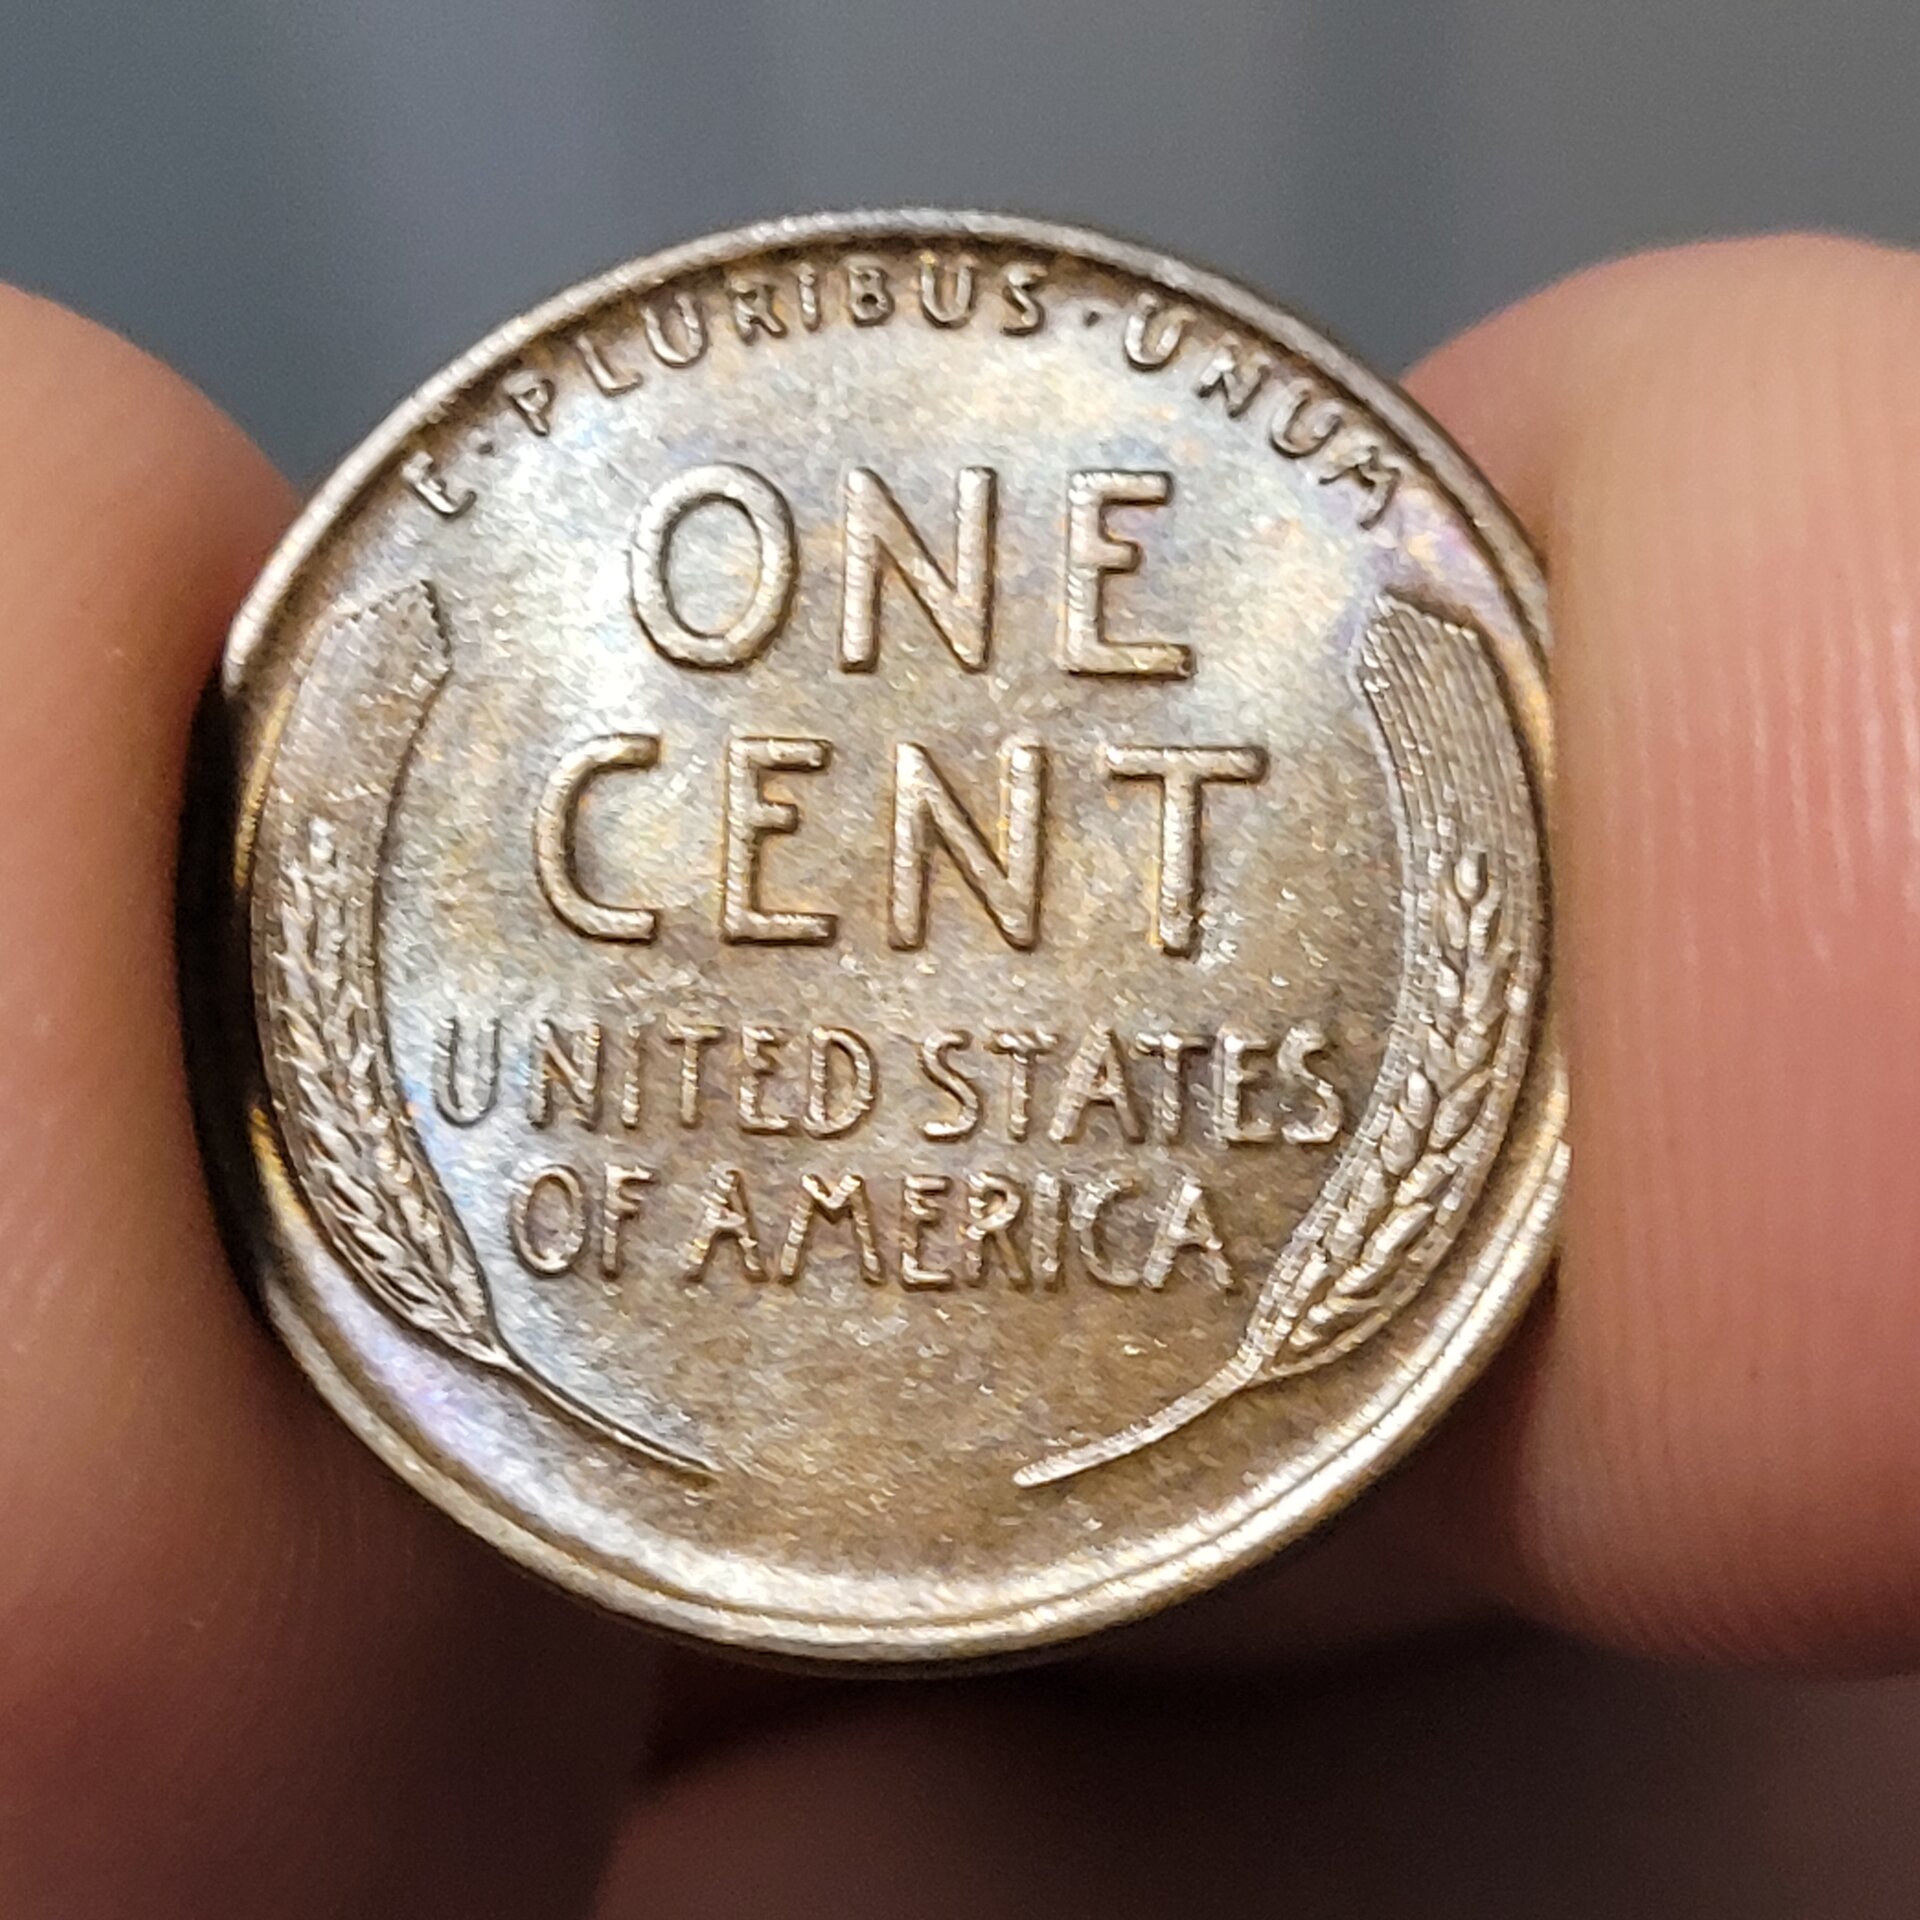 E·PLURIBUS·UNUM
ONE
CENT
UNITED STATES
OF AMERICA